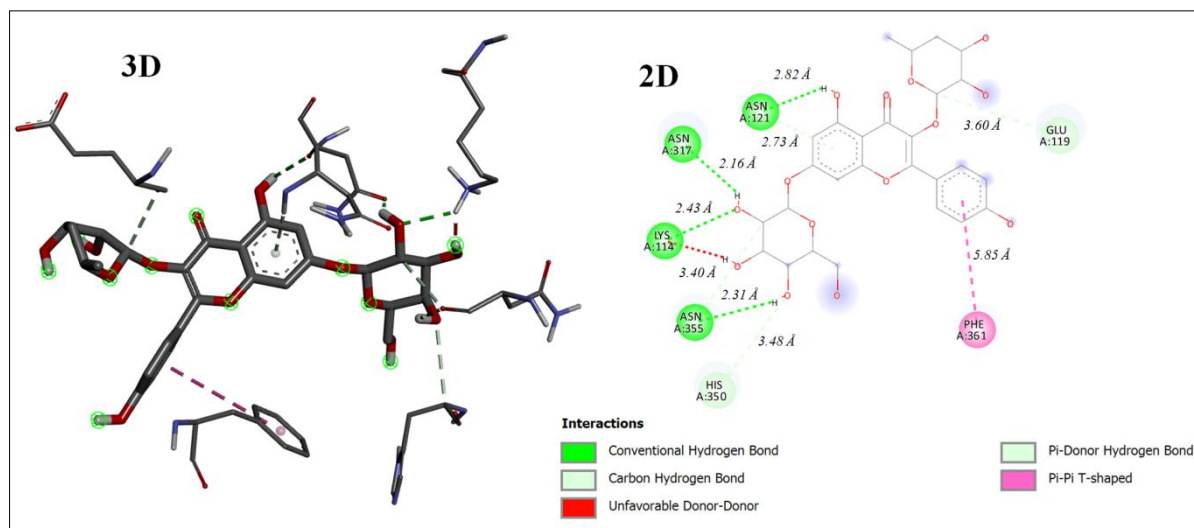 3D
2D
2.82 Å
ASN
A:121
ASN
A:317
2.73 Å
3.60 Å
GLU
A:119
2.16 Å
2.43 Å
LYS
A:114
3.40 Å
5.85 Å
2.31 Å
ASN
A:355
PHE
A:361
3.48 Å
HIS
A:350
H
H
H
H
O
O
O
O
O
O
O
O
O
O
O
O
O
O
Interactions
Conventional Hydrogen Bond
Carbon Hydrogen Bond
Unfavorable Donor-Donor
Pi-Donor Hydrogen Bond
Pi-Pi T-shaped